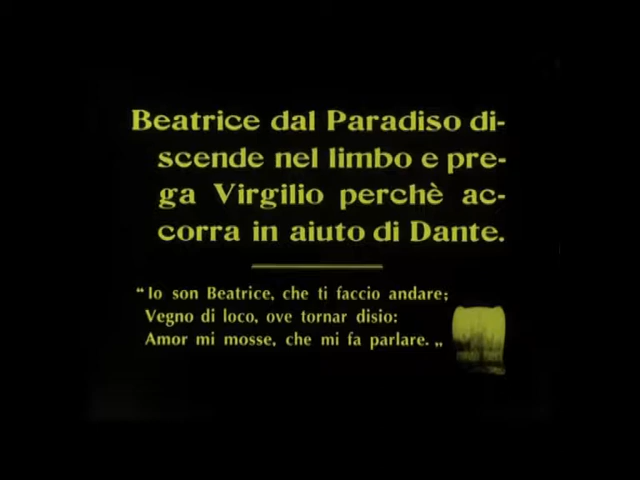 Beatrice dal Paradiso di-
scende nel limbo e pre-
ga Virgilio perchè ac-
corra in aiuto di Dante.
“Io son Beatrice, che ti faccio andare;
Vegno di loco, ove tornar disio:
Amor mi mosse, che mi fa parlare.„